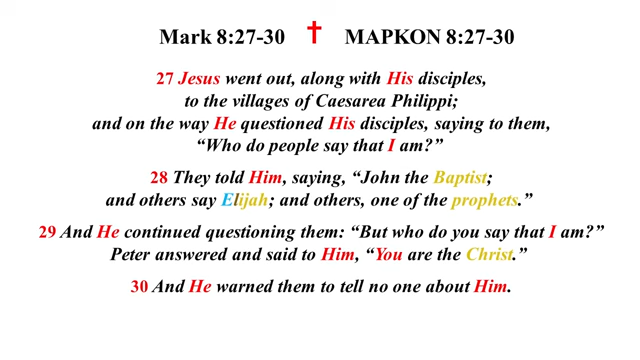 Mark 8:27-30 ✝ ΜΑΡΚΟΝ 8:27-30
27 Jesus went out, along with His disciples,
to the villages of Caesarea Philippi;
and on the way He questioned His disciples, saying to them,
“Who do people say that I am?”
28 They told Him, saying, “John the Baptist;
and others say Elijah; and others, one of the prophets.”
29 And He continued questioning them: “But who do you say that I am?”
Peter answered and said to Him, “You are the Christ.”
30 And He warned them to tell no one about Him.